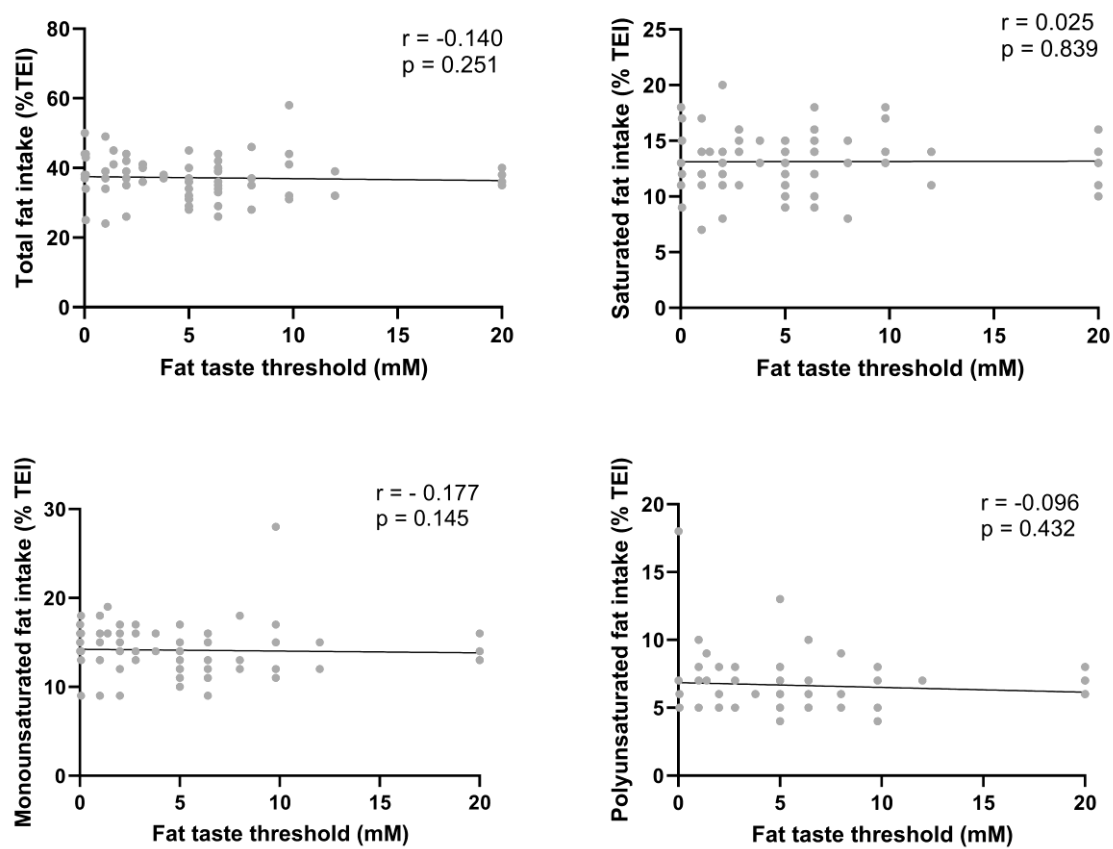 r = -0.140
p = 0.251
Total fat intake (%TEI)
80
60
40
20
0
0 5 10 15 20
Fat taste threshold (mM)
r = 0.025
p = 0.839
Saturated fat intake (% TEI)
25
20
15
10
5
0
0 5 10 15 20
Fat taste threshold (mM)
r = - 0.177
p = 0.145
Monounsaturated fat intake (% TEI)
30
20
10
0
0 5 10 15 20
Fat taste threshold (mM)
r = -0.096
p = 0.432
Polyunsaturated fat intake (% TEI)
20
15
10
5
0
0 5 10 15 20
Fat taste threshold (mM)